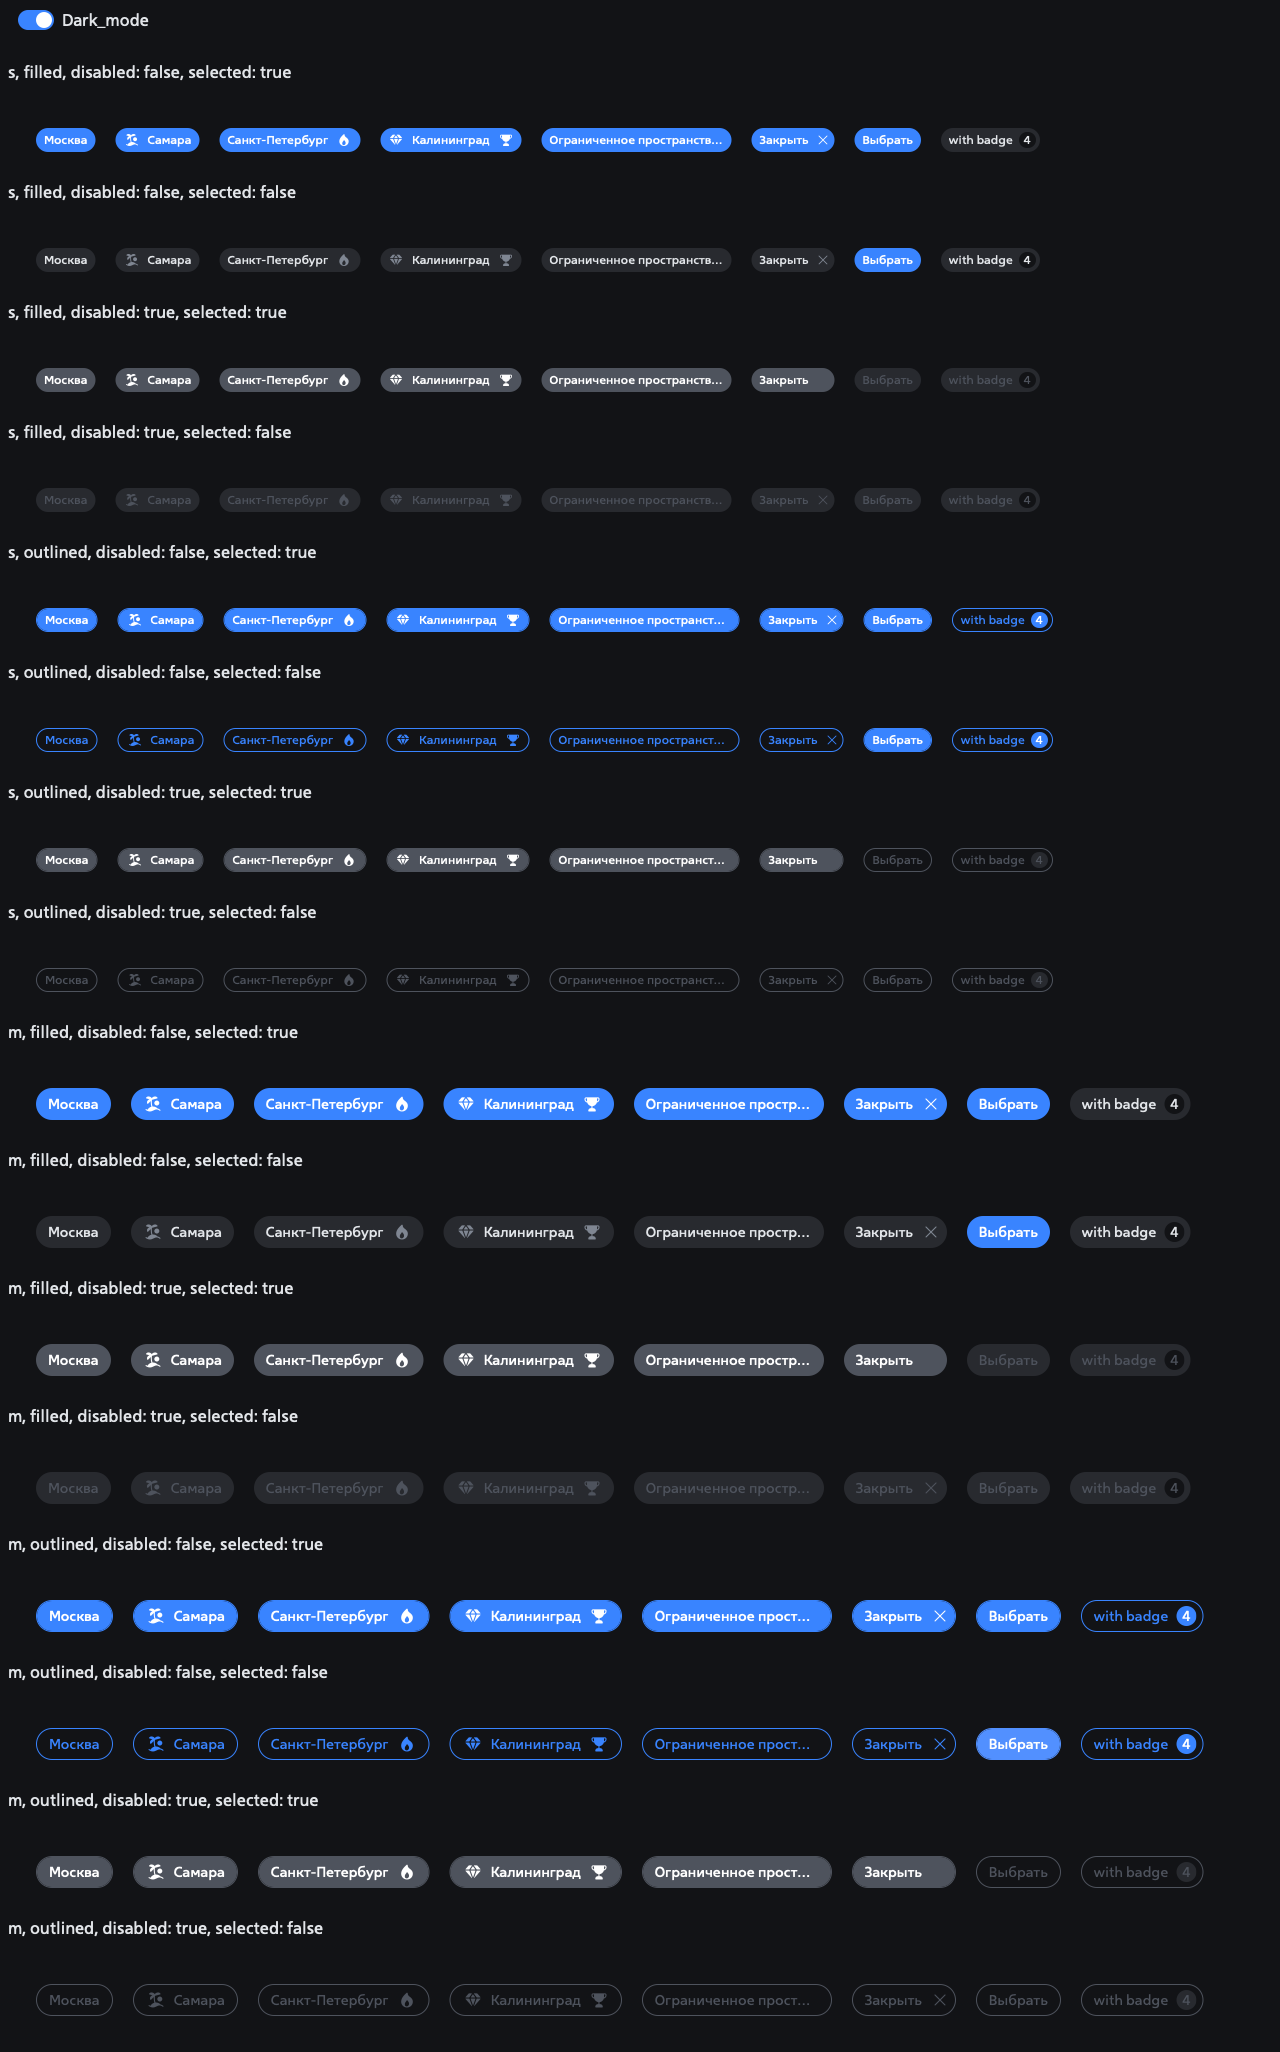 Dark_mode
s, filled, disabled: false, selected: true
Москва Самара Санкт-Петербург Калининград Ограниченное пространств... Закрыть Выбрать with badge 4
s, filled, disabled: false, selected: false
Москва Самара Санкт-Петербург Калининград Ограниченное пространств... Закрыть Выбрать with badge 4
s, filled, disabled: true, selected: true
Москва Самара Санкт-Петербург Калининград Ограниченное пространств... Закрыть Выбрать with badge 4
s, filled, disabled: true, selected: false
Москва Самара Санкт-Петербург Калининград Ограниченное пространств... Закрыть Выбрать with badge 4
s, outlined, disabled: false, selected: true
Москва Самара Санкт-Петербург Калининград Ограниченное пространст... Закрыть Выбрать with badge 4
s, outlined, disabled: false, selected: false
Москва Самара Санкт-Петербург Калининград Ограниченное пространст... Закрыть Выбрать with badge 4
s, outlined, disabled: true, selected: true
Москва Самара Санкт-Петербург Калининград Ограниченное пространст... Закрыть Выбрать with badge 4
s, outlined, disabled: true, selected: false
Москва Самара Санкт-Петербург Калининград Ограниченное пространст... Закрыть Выбрать with badge 4
m, filled, disabled: false, selected: true
Москва Самара Санкт-Петербург Калининград Ограниченное простр... Закрыть Выбрать with badge 4
m, filled, disabled: false, selected: false
Москва Самара Санкт-Петербург Калининград Ограниченное простр... Закрыть Выбрать with badge 4
m, filled, disabled: true, selected: true
Москва Самара Санкт-Петербург Калининград Ограниченное простр... Закрыть Выбрать with badge 4
m, filled, disabled: true, selected: false
Москва Самара Санкт-Петербург Калининград Ограниченное простр... Закрыть Выбрать with badge 4
m, outlined, disabled: false, selected: true
Москва Самара Санкт-Петербург Калининград Ограниченное прост... Закрыть Выбрать with badge 4
m, outlined, disabled: false, selected: false
Москва Самара Санкт-Петербург Калининград Ограниченное прост... Закрыть Выбрать with badge 4
m, outlined, disabled: true, selected: true
Москва Самара Санкт-Петербург Калининград Ограниченное прост... Закрыть Выбрать with badge 4
m, outlined, disabled: true, selected: false
Москва Самара Санкт-Петербург Калининград Ограниченное прост... Закрыть Выбрать with badge 4